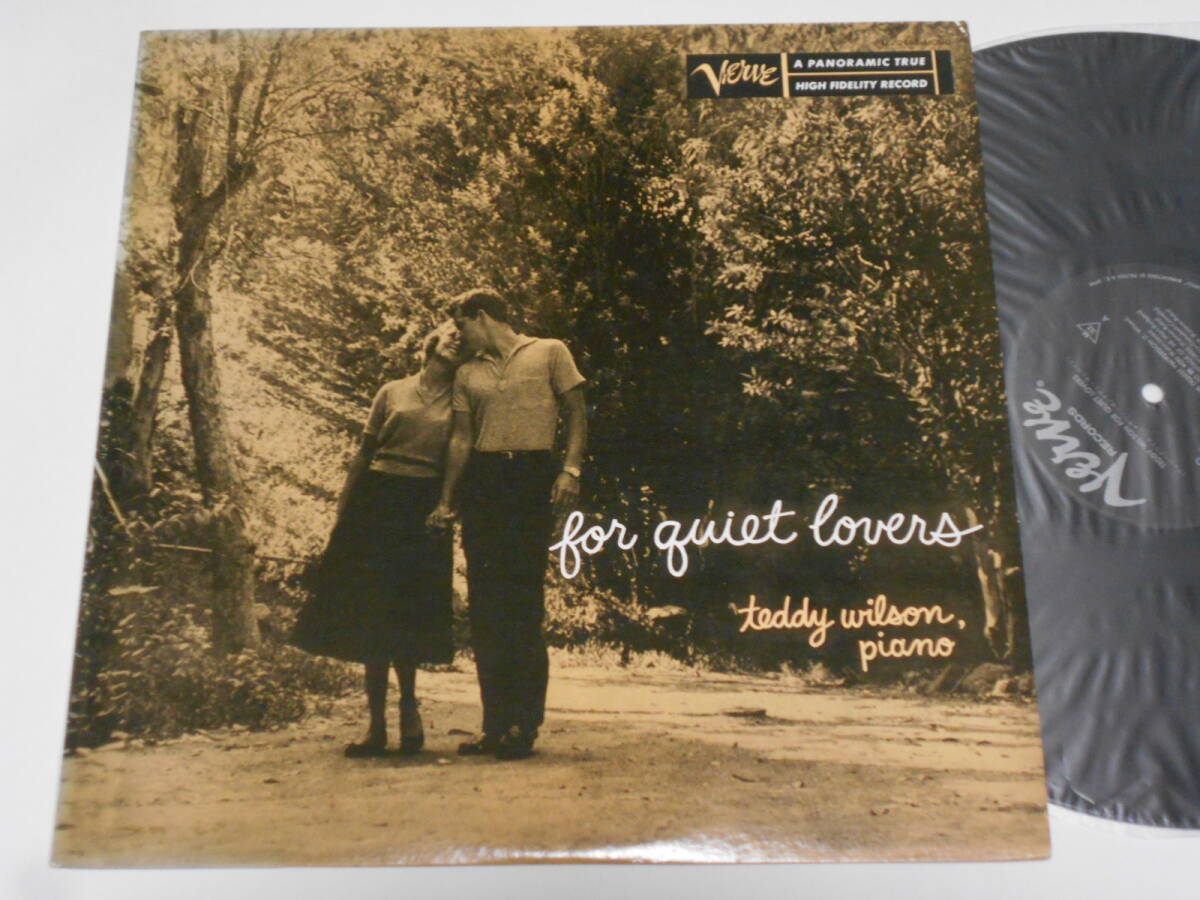 Verve
A PANORAMIC TRUE
HIGH FIDELITY RECORD
for quiet lovers
teddy wilson,
piano
Verve
RECORDS